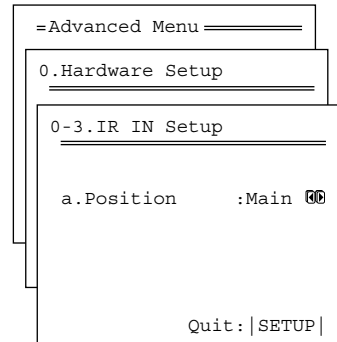 =Advanced Menu
0.Hardware Setup
0-3.IR IN Setup
a.Position :Main
Quit:|SETUP|